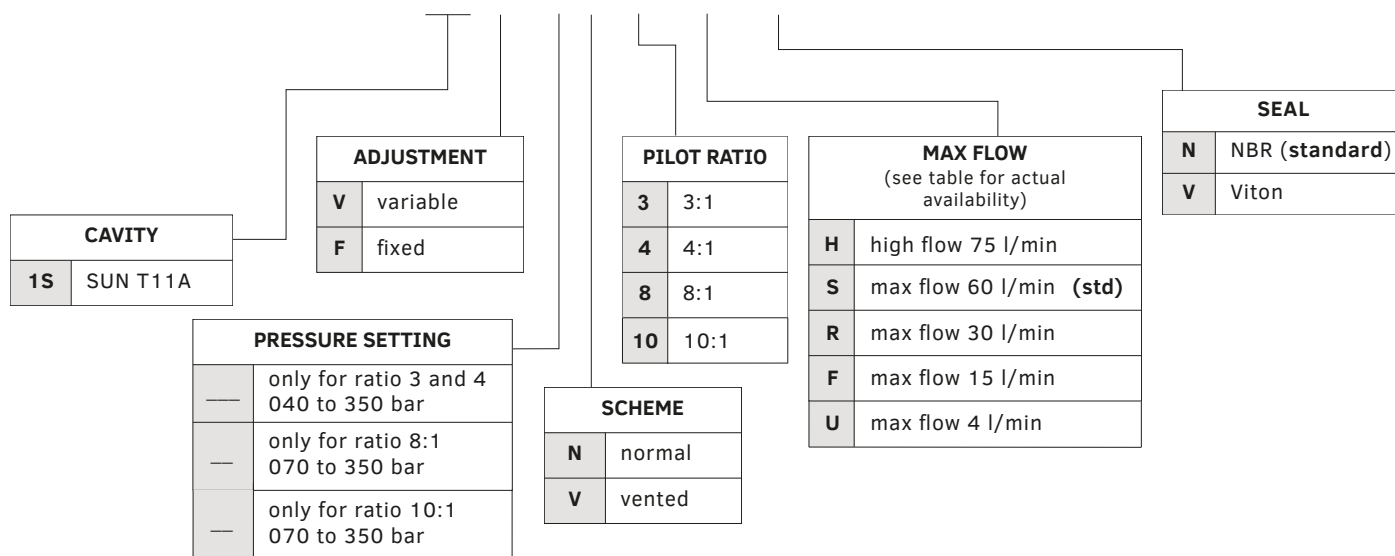 CAVITY
1S SUN T11A
ADJUSTMENT
V variable
F fixed
PRESSURE SETTING
___ only for ratio 3 and 4
040 to 350 bar
__ only for ratio 8:1
070 to 350 bar
__ only for ratio 10:1
070 to 350 bar
SCHEME
N normal
V vented
PILOT RATIO
3 3:1
4 4:1
8 8:1
10 10:1
MAX FLOW
(see table for actual
availability)
H high flow 75 l/min
S max flow 60 l/min (std)
R max flow 30 l/min
F max flow 15 l/min
U max flow 4 l/min
SEAL
N NBR (standard)
V Viton